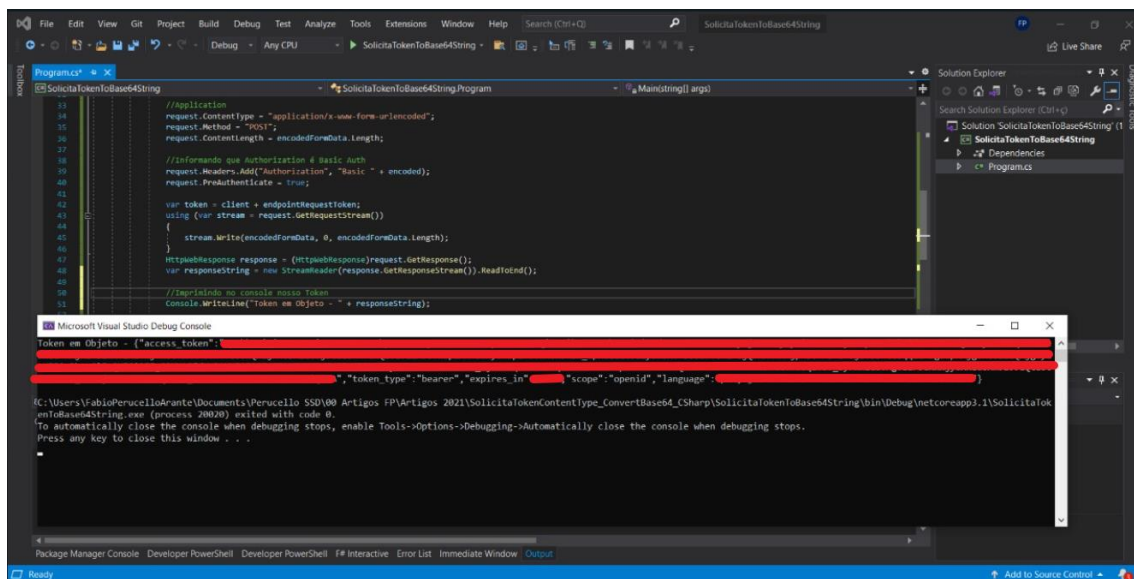 File Edit View Git Project Build Debug Test Analyze Tools Extensions Window Help Search (Ctrl+Q) SolicitaTokenToBase64String FP
Debug Any CPU SolicitaTokenToBase64String Live Share
Toolbox
Program.cs*
SolicitaTokenToBase64String SolicitaTokenToBase64String.Program Main(string[] args)
33 //Application
34 request.ContentType = "application/x-www-form-urlencoded";
35 request.Method = "POST";
36 request.ContentLength = encodedFormData.Length;
37
38 //Informando que Authorization é Basic Auth
39 request.Headers.Add("Authorization", "Basic " + encoded);
40 request.PreAuthenticate = true;
41
42 var token = client + endpointRequestToken;
43 using (var stream = request.GetRequestStream())
44 {
45 stream.Write(encodedFormData, 0, encodedFormData.Length);
46 }
47 HttpWebResponse response = (HttpWebResponse)request.GetResponse();
48 var responseString = new StreamReader(response.GetResponseStream()).ReadToEnd();
49
50 //Imprimindo no console nosso Token
51 Console.WriteLine("Token em Objeto - " + responseString);
Solution Explorer
Search Solution Explorer (Ctrl+ç)
Solution 'SolicitaTokenToBase64String' (1
SolicitaTokenToBase64String
Dependencies
Program.cs
Diagnostic Tools
Microsoft Visual Studio Debug Console
Token em Objeto - {"access_token":"
","token_type":"bearer","expires_in" ,"scope":"openid","language": }
C:\Users\FabioPerucelloArante\Documents\Perucello SSD\00 Artigos FP\Artigos 2021\SolicitaTokenContentType_ConvertBase64_CSharp\SolicitaTokenToBase64String\bin\Debug\netcoreapp3.1\SolicitaTok
enToBase64String.exe (process 20020) exited with code 0.
To automatically close the console when debugging stops, enable Tools->Options->Debugging->Automatically close the console when debugging stops.
Press any key to close this window . . .
Package Manager Console Developer PowerShell Developer PowerShell F# Interactive Error List Immediate Window Output
Ready Add to Source Control